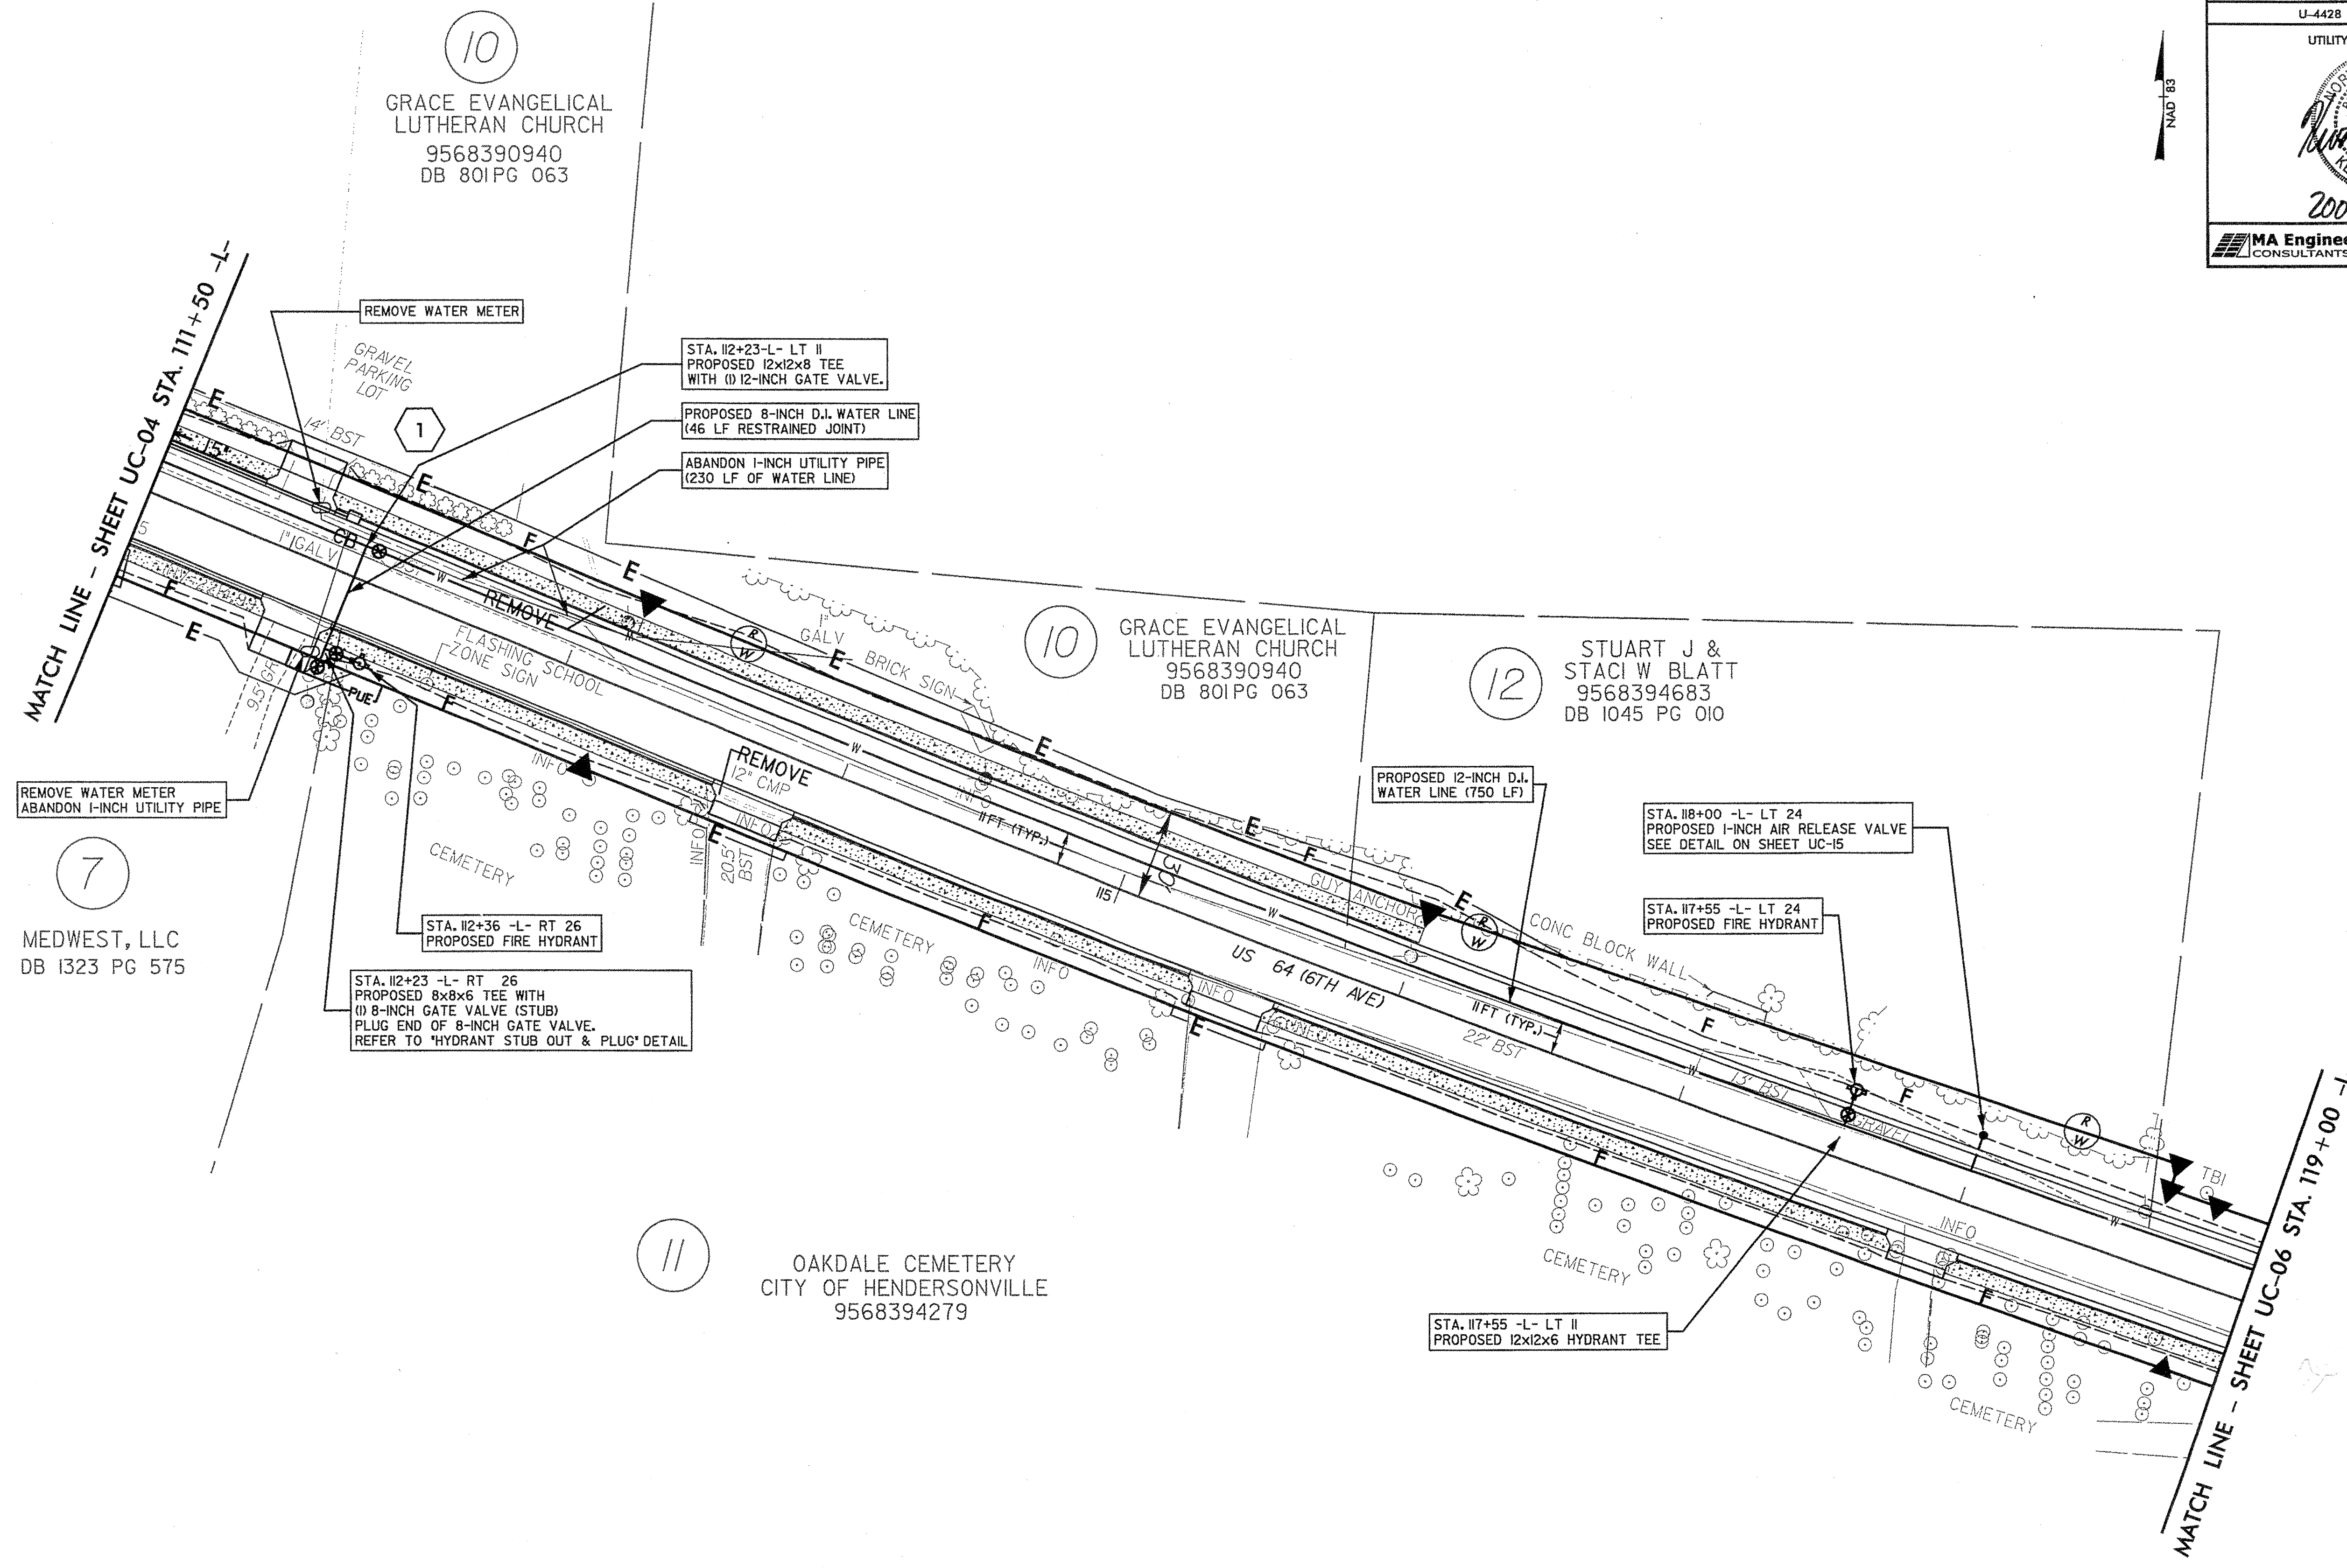 U-4428
UTILITY
NAD 83
MA Enginee
CONSULTANTS
200
10
GRACE EVANGELICAL
LUTHERAN CHURCH
9568390940
DB 801 PG 063
MATCH LINE - SHEET UC-04 STA. 111+50 -L-
REMOVE WATER METER
GRAVEL
PARKING
LOT
14' BST
1
STA. 112+23-L- LT 11
PROPOSED 12x12x8 TEE
WITH (1) 12-INCH GATE VALVE.
PROPOSED 8-INCH D.I. WATER LINE
(46 LF RESTRAINED JOINT)
ABANDON 1-INCH UTILITY PIPE
(230 LF OF WATER LINE)
15"
CB
1" GALV
REMOVE
FLASHING SCHOOL
ZONE SIGN
1"
GALV
BRICK SIGN
R
W
10
GRACE EVANGELICAL
LUTHERAN CHURCH
9568390940
DB 801 PG 063
12
STUART J &
STACI W BLATT
9568394683
DB 1045 PG 010
PUE
REMOVE WATER METER
ABANDON 1-INCH UTILITY PIPE
7
MEDWEST, LLC
DB 1323 PG 575
CEMETERY
INFO
REMOVE
12" CMP
INFO
INFO
20.5
BST
STA. 112+36 -L- RT 26
PROPOSED FIRE HYDRANT
STA. 112+23 -L- RT 26
PROPOSED 8x8x6 TEE WITH
(1) 8-INCH GATE VALVE (STUB)
PLUG END OF 8-INCH GATE VALVE.
REFER TO "HYDRANT STUB OUT & PLUG" DETAIL
CEMETERY
INFO
INFO
11 FT (TYP.)
115
GUY ANCHOR
R
W
PROPOSED 12-INCH D.I.
WATER LINE (750 LF)
STA. 118+00 -L- LT 24
PROPOSED 1-INCH AIR RELEASE VALVE
SEE DETAIL ON SHEET UC-15
STA. 117+55 -L- LT 24
PROPOSED FIRE HYDRANT
CONC BLOCK WALL
US 64 (6TH AVE)
11 FT (TYP.)
22' BST
INFO
13' BST
GRAVEL
R
W
TBI
INFO
11
OAKDALE CEMETERY
CITY OF HENDERSONVILLE
9568394279
CEMETERY
STA. 117+55 -L- LT 11
PROPOSED 12x12x6 HYDRANT TEE
CEMETERY
MATCH LINE - SHEET UC-06 STA. 119+00 -L